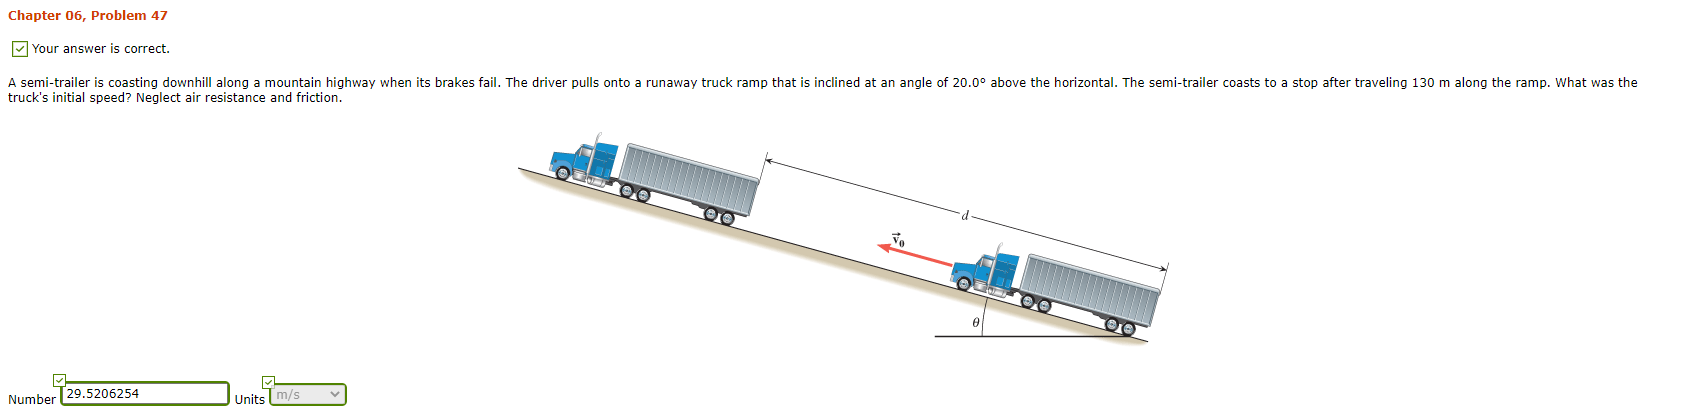 Chapter 06, Problem 47
Your answer is correct.
A semi-trailer is coasting downhill along a mountain highway when its brakes fail. The driver pulls onto a runaway truck ramp that is inclined at an angle of 20.0° above the horizontal. The semi-trailer coasts to a stop after traveling 130 m along the ramp. What was the
truck's initial speed? Neglect air resistance and friction.
d
v⃗₀
θ
Number 29.5206254 Units m/s